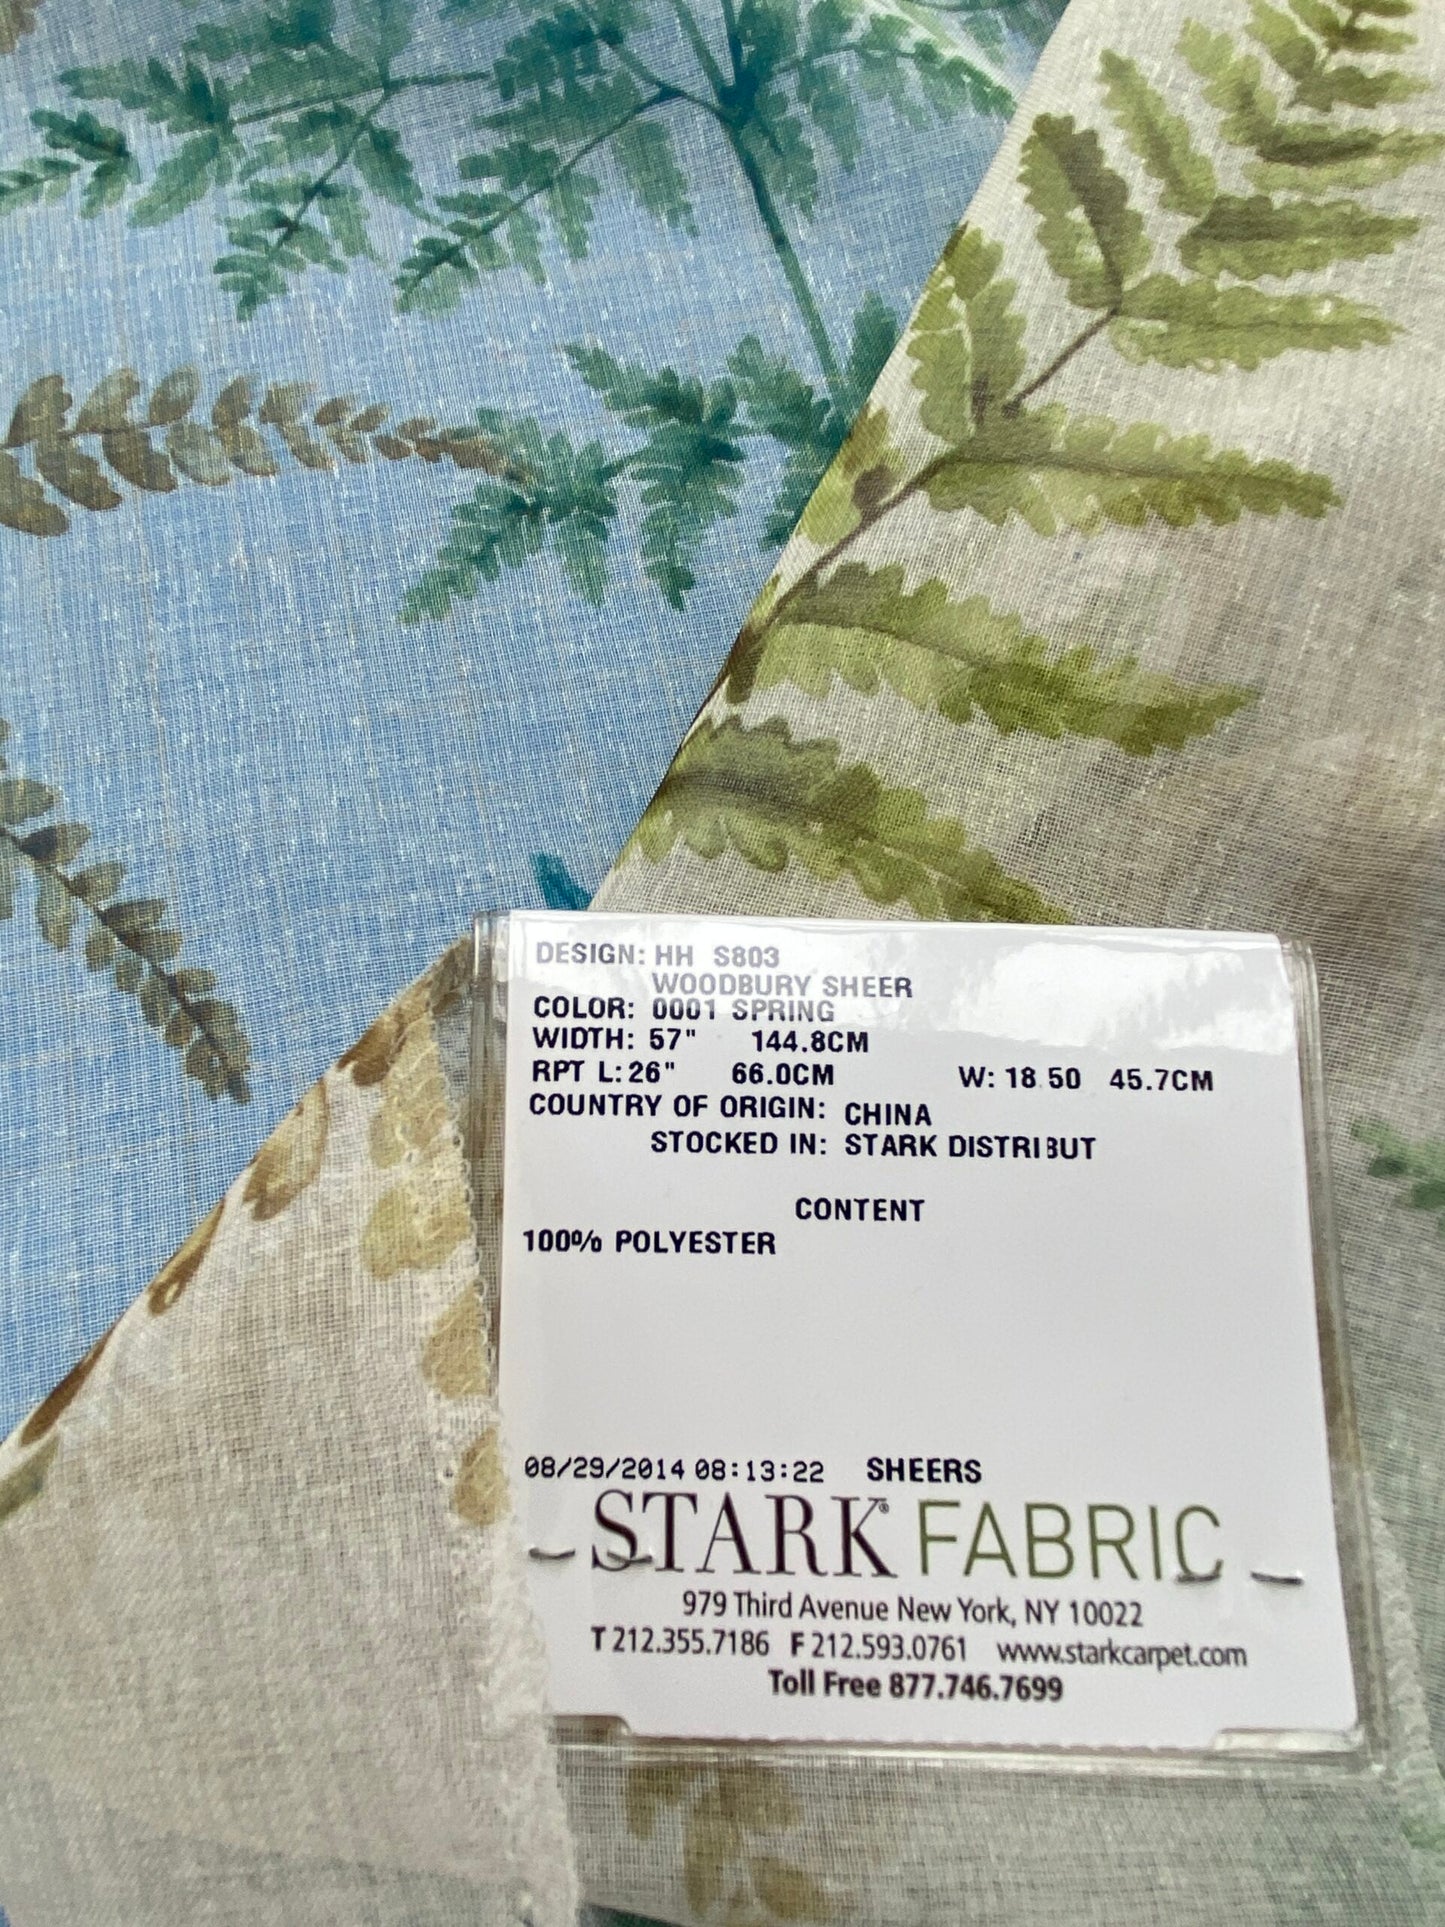 DESIGN: HH S803
WOODBURY SHEER
COLOR: 0001 SPRING
WIDTH: 57" 144.8CM
RPT L: 26" 66.0CM W: 18.50 45.7CM
COUNTRY OF ORIGIN: CHINA
STOCKED IN: STARK DISTRIBUT
CONTENT
100% POLYESTER
08/29/2014 08:13:22 SHEERS
STARK® FABRIC
979 Third Avenue New York, NY 10022
T 212.355.7186 F 212.593.0761 www.starkcarpet.com
Toll Free 877.746.7699